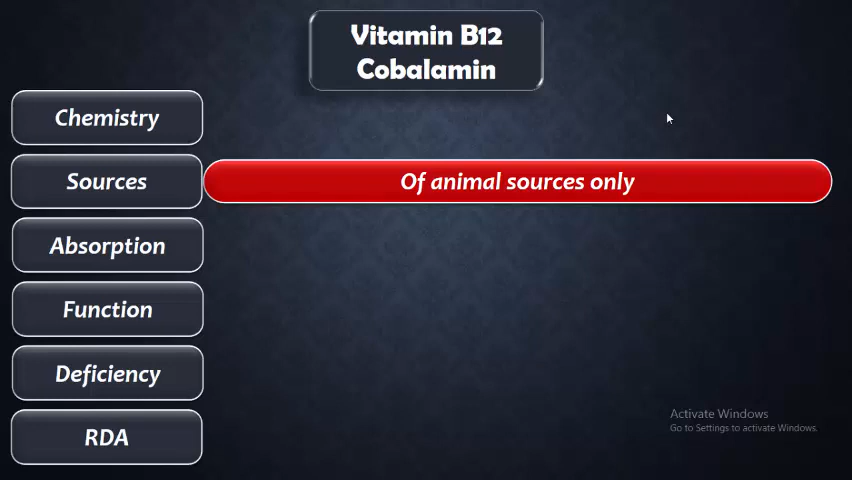 Vitamin B12
Cobalamin
Chemistry
Sources
Of animal sources only
Absorption
Function
Deficiency
RDA
Activate Windows
Go to Settings to activate Windows.